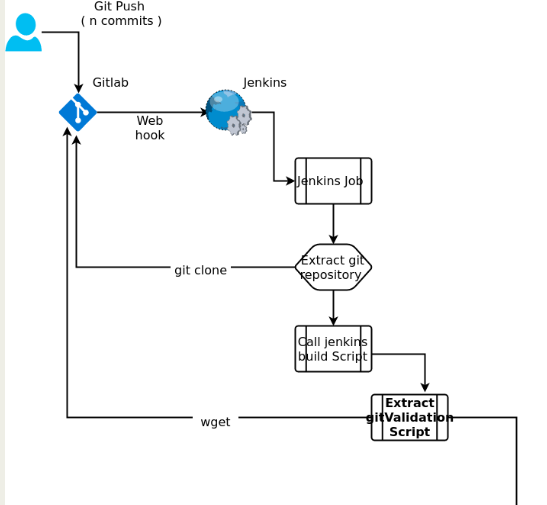 Git Push
( n commits )
Gitlab
Jenkins
Web
hook
Jenkins Job
Extract git
repository
git clone
Call jenkins
build Script
Extract
gitValidation
Script
wget